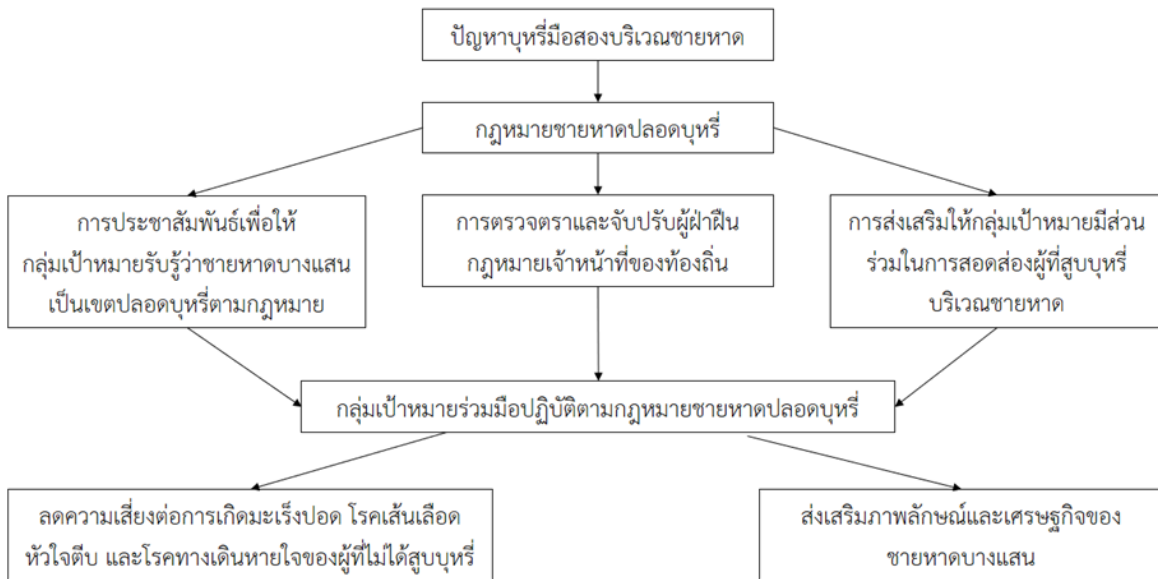 ปัญหาบุหรี่มือสองบริเวณชายหาด
กฎหมายชายหาดปลอดบุหรี่
การประชาสัมพันธ์เพื่อให้
กลุ่มเป้าหมายรับรู้ว่าชายหาดบางแสน
เป็นเขตปลอดบุหรี่ตามกฎหมาย
การตรวจตราและจับปรับผู้ฝ่าฝืน
กฎหมายเจ้าหน้าที่ของท้องถิ่น
การส่งเสริมให้กลุ่มเป้าหมายมีส่วน
ร่วมในการสอดส่องผู้ที่สูบบุหรี่
บริเวณชายหาด
กลุ่มเป้าหมายร่วมมือปฏิบัติตามกฎหมายชายหาดปลอดบุหรี่
ลดความเสี่ยงต่อการเกิดมะเร็งปอด โรคเส้นเลือด
หัวใจตีบ และโรคทางเดินหายใจของผู้ที่ไม่ได้สูบบุหรี่
ส่งเสริมภาพลักษณ์และเศรษฐกิจของ
ชายหาดบางแสน